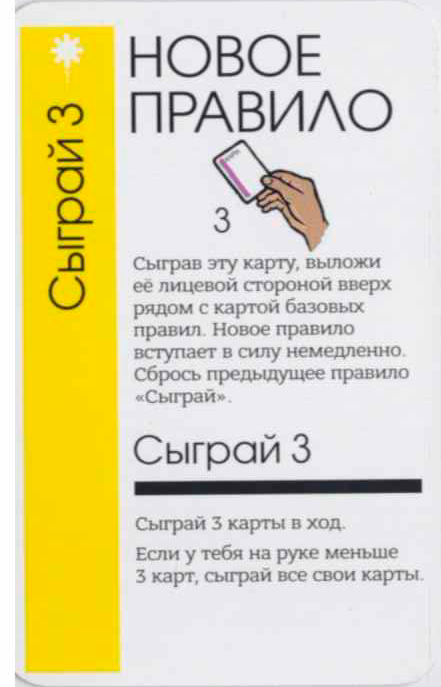 Сыграй 3
НОВОЕ
ПРАВИЛО
3
Сыграв эту карту, выложи
её лицевой стороной вверх
рядом с картой базовых
правил. Новое правило
вступает в силу немедленно.
Сбрось предыдущее правило
«Сыграй».
Сыграй 3
Сыграй 3 карты в ход.
Если у тебя на руке меньше
3 карт, сыграй все свои карты.